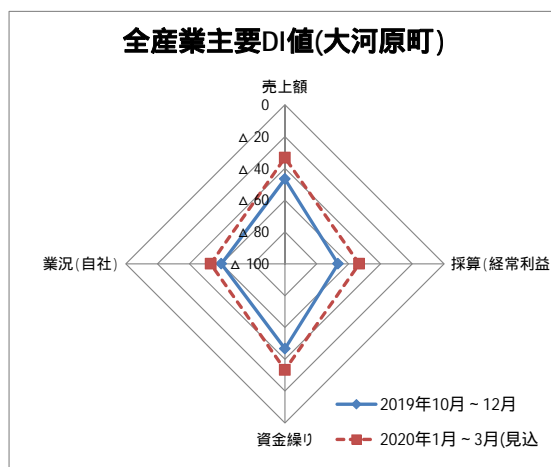 全産業主要DI値(大河原町)
売上額
0
△ 20
△ 40
△ 60
△ 80
△ 100
業況(自社)
採算(経常利益
資金繰り
2019年10月～12月
2020年1月～3月(見込